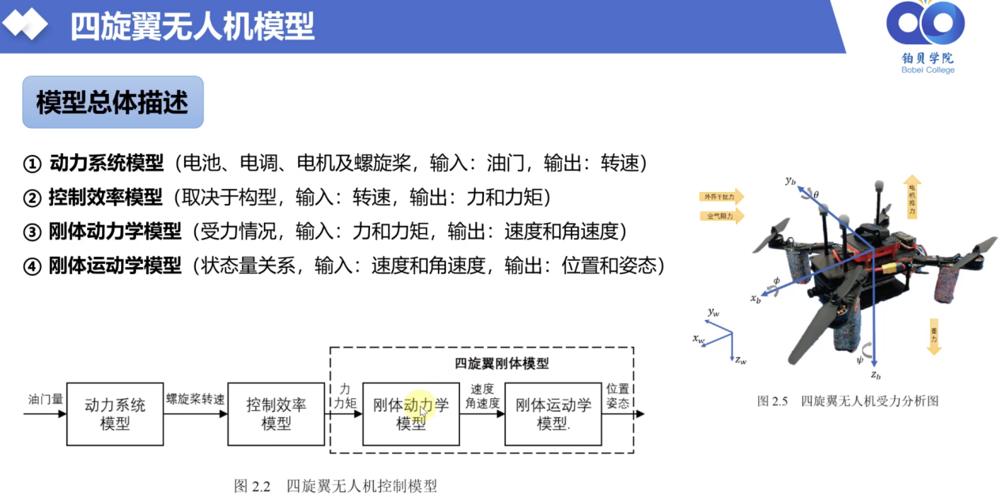 四旋翼无人机模型
铂贝学院
Bobei College
模型总体描述
① 动力系统模型（电池、电调、电机及螺旋桨，输入：油门，输出：转速）
② 控制效率模型（取决于构型，输入：转速，输出：力和力矩）
③ 刚体动力学模型（受力情况，输入：力和力矩，输出：速度和角速度）
④ 刚体运动学模型（状态量关系，输入：速度和角速度，输出：位置和姿态）
油门量
动力系统
模型
螺旋桨转速
控制效率
模型
力
力矩
四旋翼刚体模型
刚体动力学
模型
速度
角速度
刚体运动学
模型.
位置
姿态
图 2.2 四旋翼无人机控制模型
外界干扰力
空气阻力
电机推力
重力
y_b
θ
ϕ
x_b
y_w
x_w
z_w
ψ
z_b
图 2.5 四旋翼无人机受力分析图